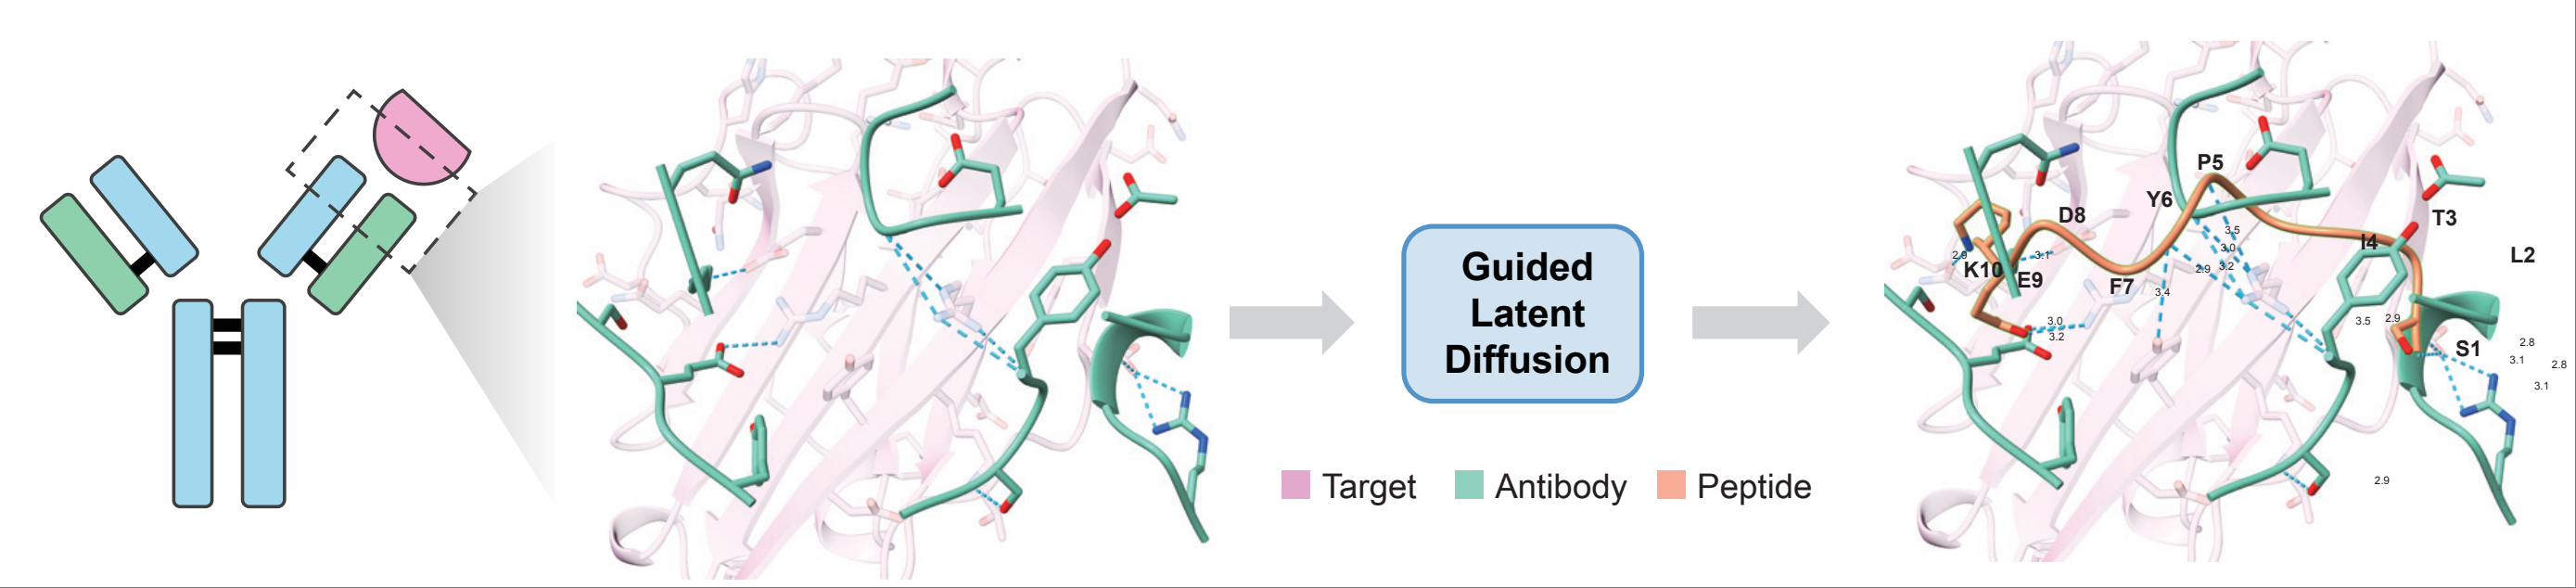 Guided
Latent
Diffusion
Target
Antibody
Peptide
P5
Y6
D8
T3
3.5
I4
3.0
L2
2.9
3.1
K10
2.9
3.2
E9
F7
3.4
3.0
3.5
2.9
3.2
S1
2.8
3.1
2.8
3.1
2.9